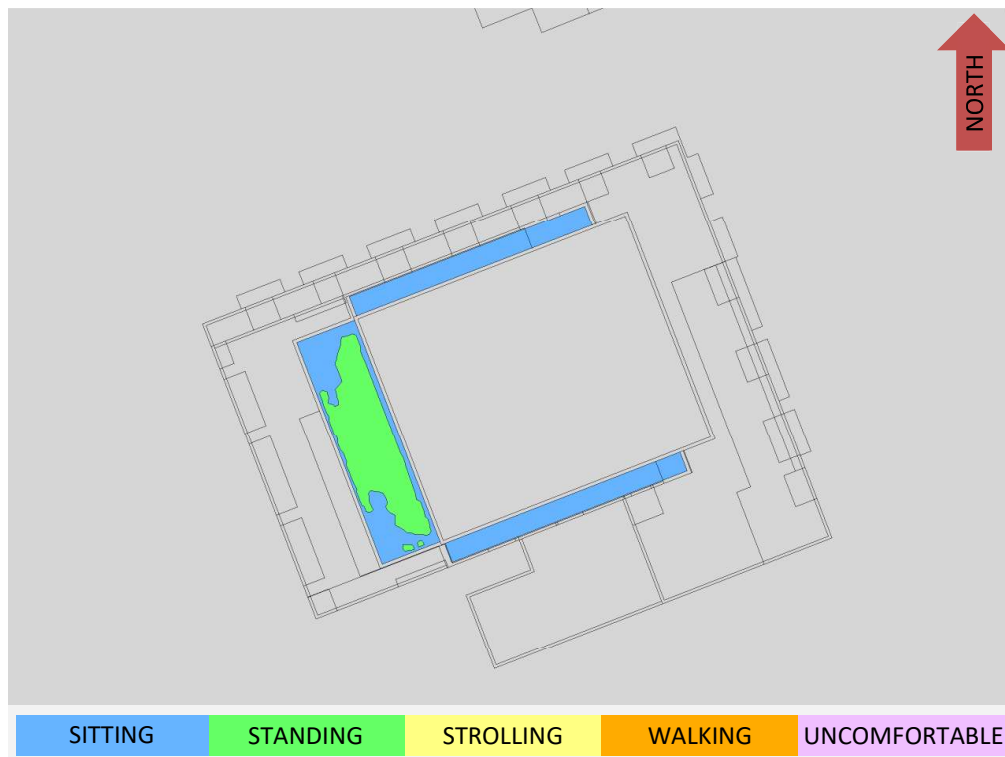 NORTH
SITTING
STANDING
STROLLING
WALKING
UNCOMFORTABLE